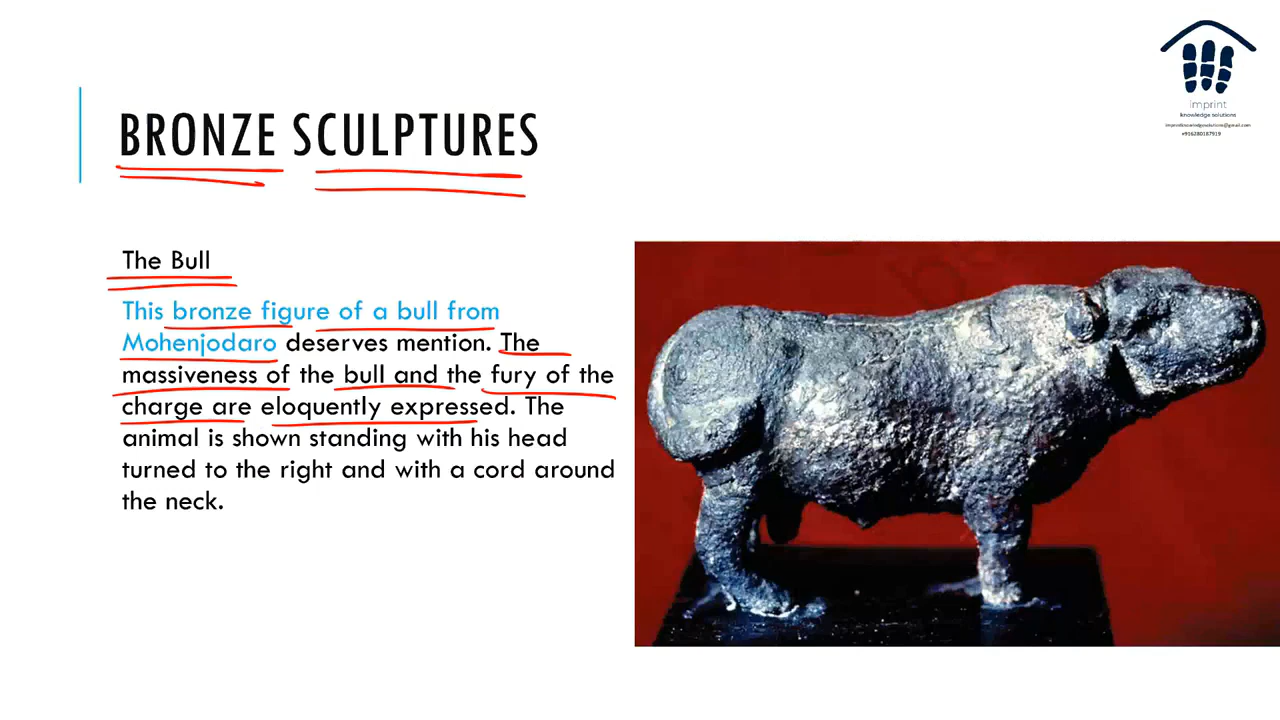 imprint
knowledge solutions
+916280187919
BRONZE SCULPTURES
The Bull
This bronze figure of a bull from
Mohenjodaro deserves mention. The
massiveness of the bull and the fury of the
charge are eloquently expressed. The
animal is shown standing with his head
turned to the right and with a cord around
the neck.